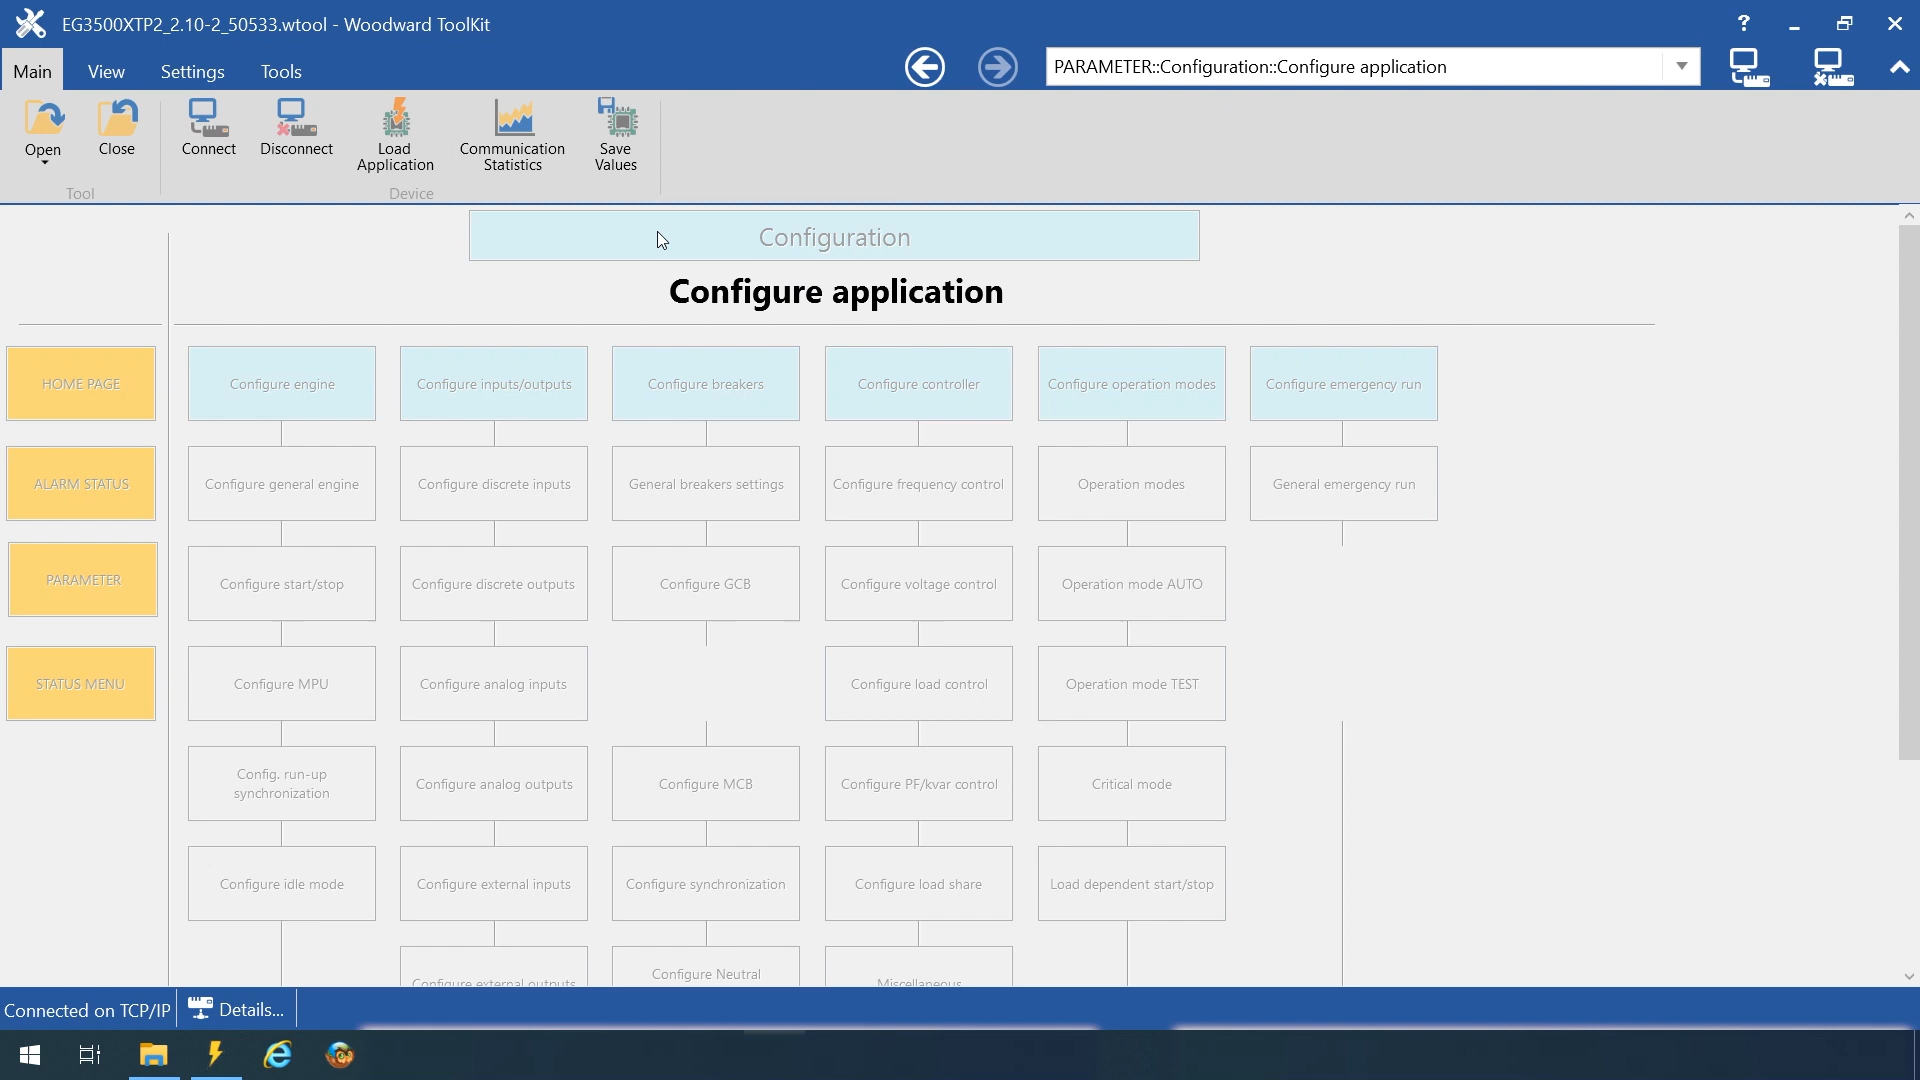 EG3500XTP2_2.10-2_50533.wtool - Woodward ToolKit
?
Main
View
Settings
Tools
PARAMETER::Configuration::Configure application
Open
Close
Connect
Disconnect
Load
Application
Communication
Statistics
Save
Values
Tool
Device
Configuration
Configure application
HOME PAGE
Configure engine
Configure inputs/outputs
Configure breakers
Configure controller
Configure operation modes
Configure emergency run
ALARM STATUS
Configure general engine
Configure discrete inputs
General breakers settings
Configure frequency control
Operation modes
General emergency run
PARAMETER
Configure start/stop
Configure discrete outputs
Configure GCB
Configure voltage control
Operation mode AUTO
STATUS MENU
Configure MPU
Configure analog inputs
Configure load control
Operation mode TEST
Config. run-up
synchronization
Configure analog outputs
Configure MCB
Configure PF/kvar control
Critical mode
Configure idle mode
Configure external inputs
Configure synchronization
Configure load share
Load dependent start/stop
Configure external outputs
Configure Neutral
Miscellaneous
Connected on TCP/IP
Details...